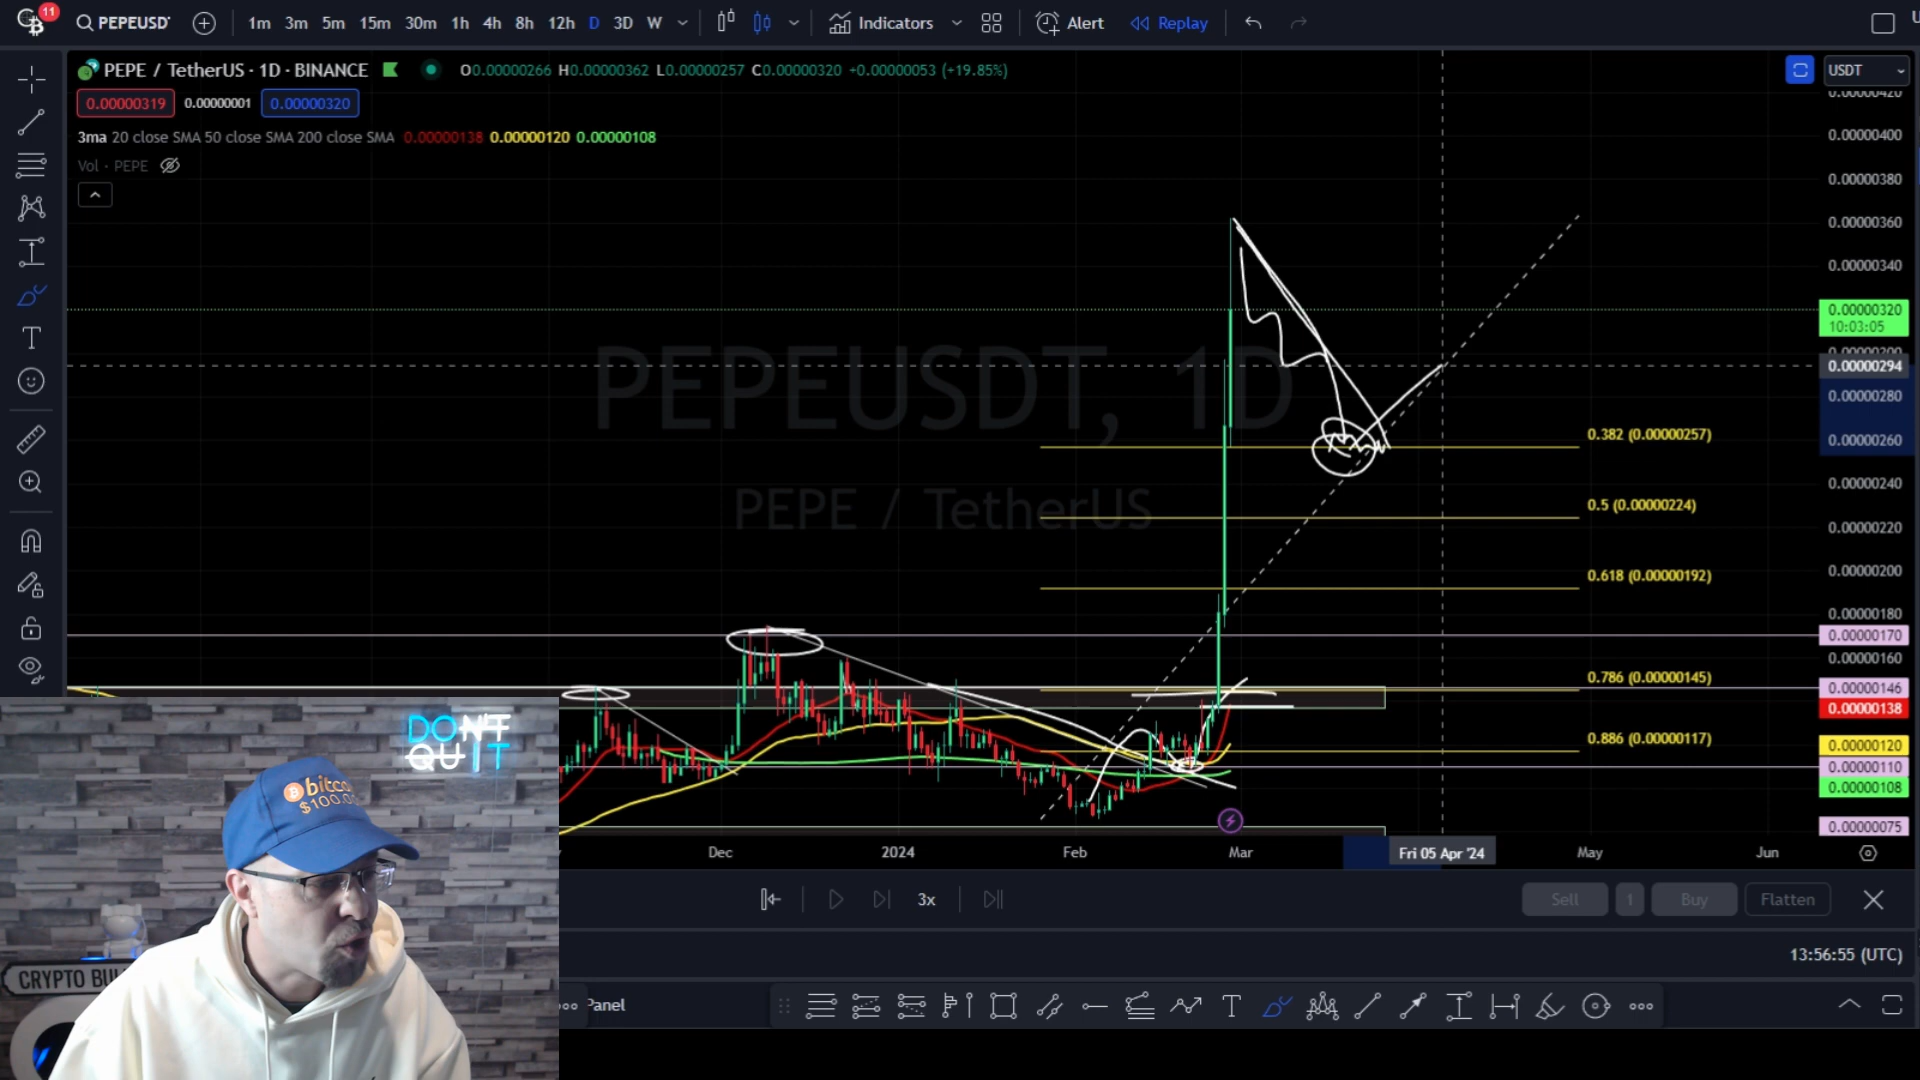 11
PEPEUSDT
1m 3m 5m 15m 30m 1h 4h 8h 12h D 3D W
Indicators
Alert
Replay
PEPE / TetherUS · 1D · BINANCE
O0.00000266 H0.00000362 L0.00000257 C0.00000320 +0.00000053 (+19.85%)
USDT
0.00000319 0.00000001 0.00000320
3ma 20 close SMA 50 close SMA 200 close SMA 0.00000138 0.00000120 0.00000108
Vol · PEPE
PEPEUSDT, 1D
PEPE / TetherUS
0.382 (0.00000257)
0.5 (0.00000224)
0.618 (0.00000192)
0.786 (0.00000145)
0.886 (0.00000117)
0.00000420
0.00000400
0.00000380
0.00000360
0.00000340
0.00000320
10:03:05
0.00000294
0.00000280
0.00000260
0.00000240
0.00000220
0.00000200
0.00000180
0.00000170
0.00000160
0.00000146
0.00000138
0.00000120
0.00000110
0.00000108
0.00000075
Dec 2024 Feb Mar Fri 05 Apr '24 May Jun
3x
Sell 1 Buy Flatten
13:56:55 (UTC)
Panel
DON'T
QUIT
bitco
$100.0
CRYPTO BU